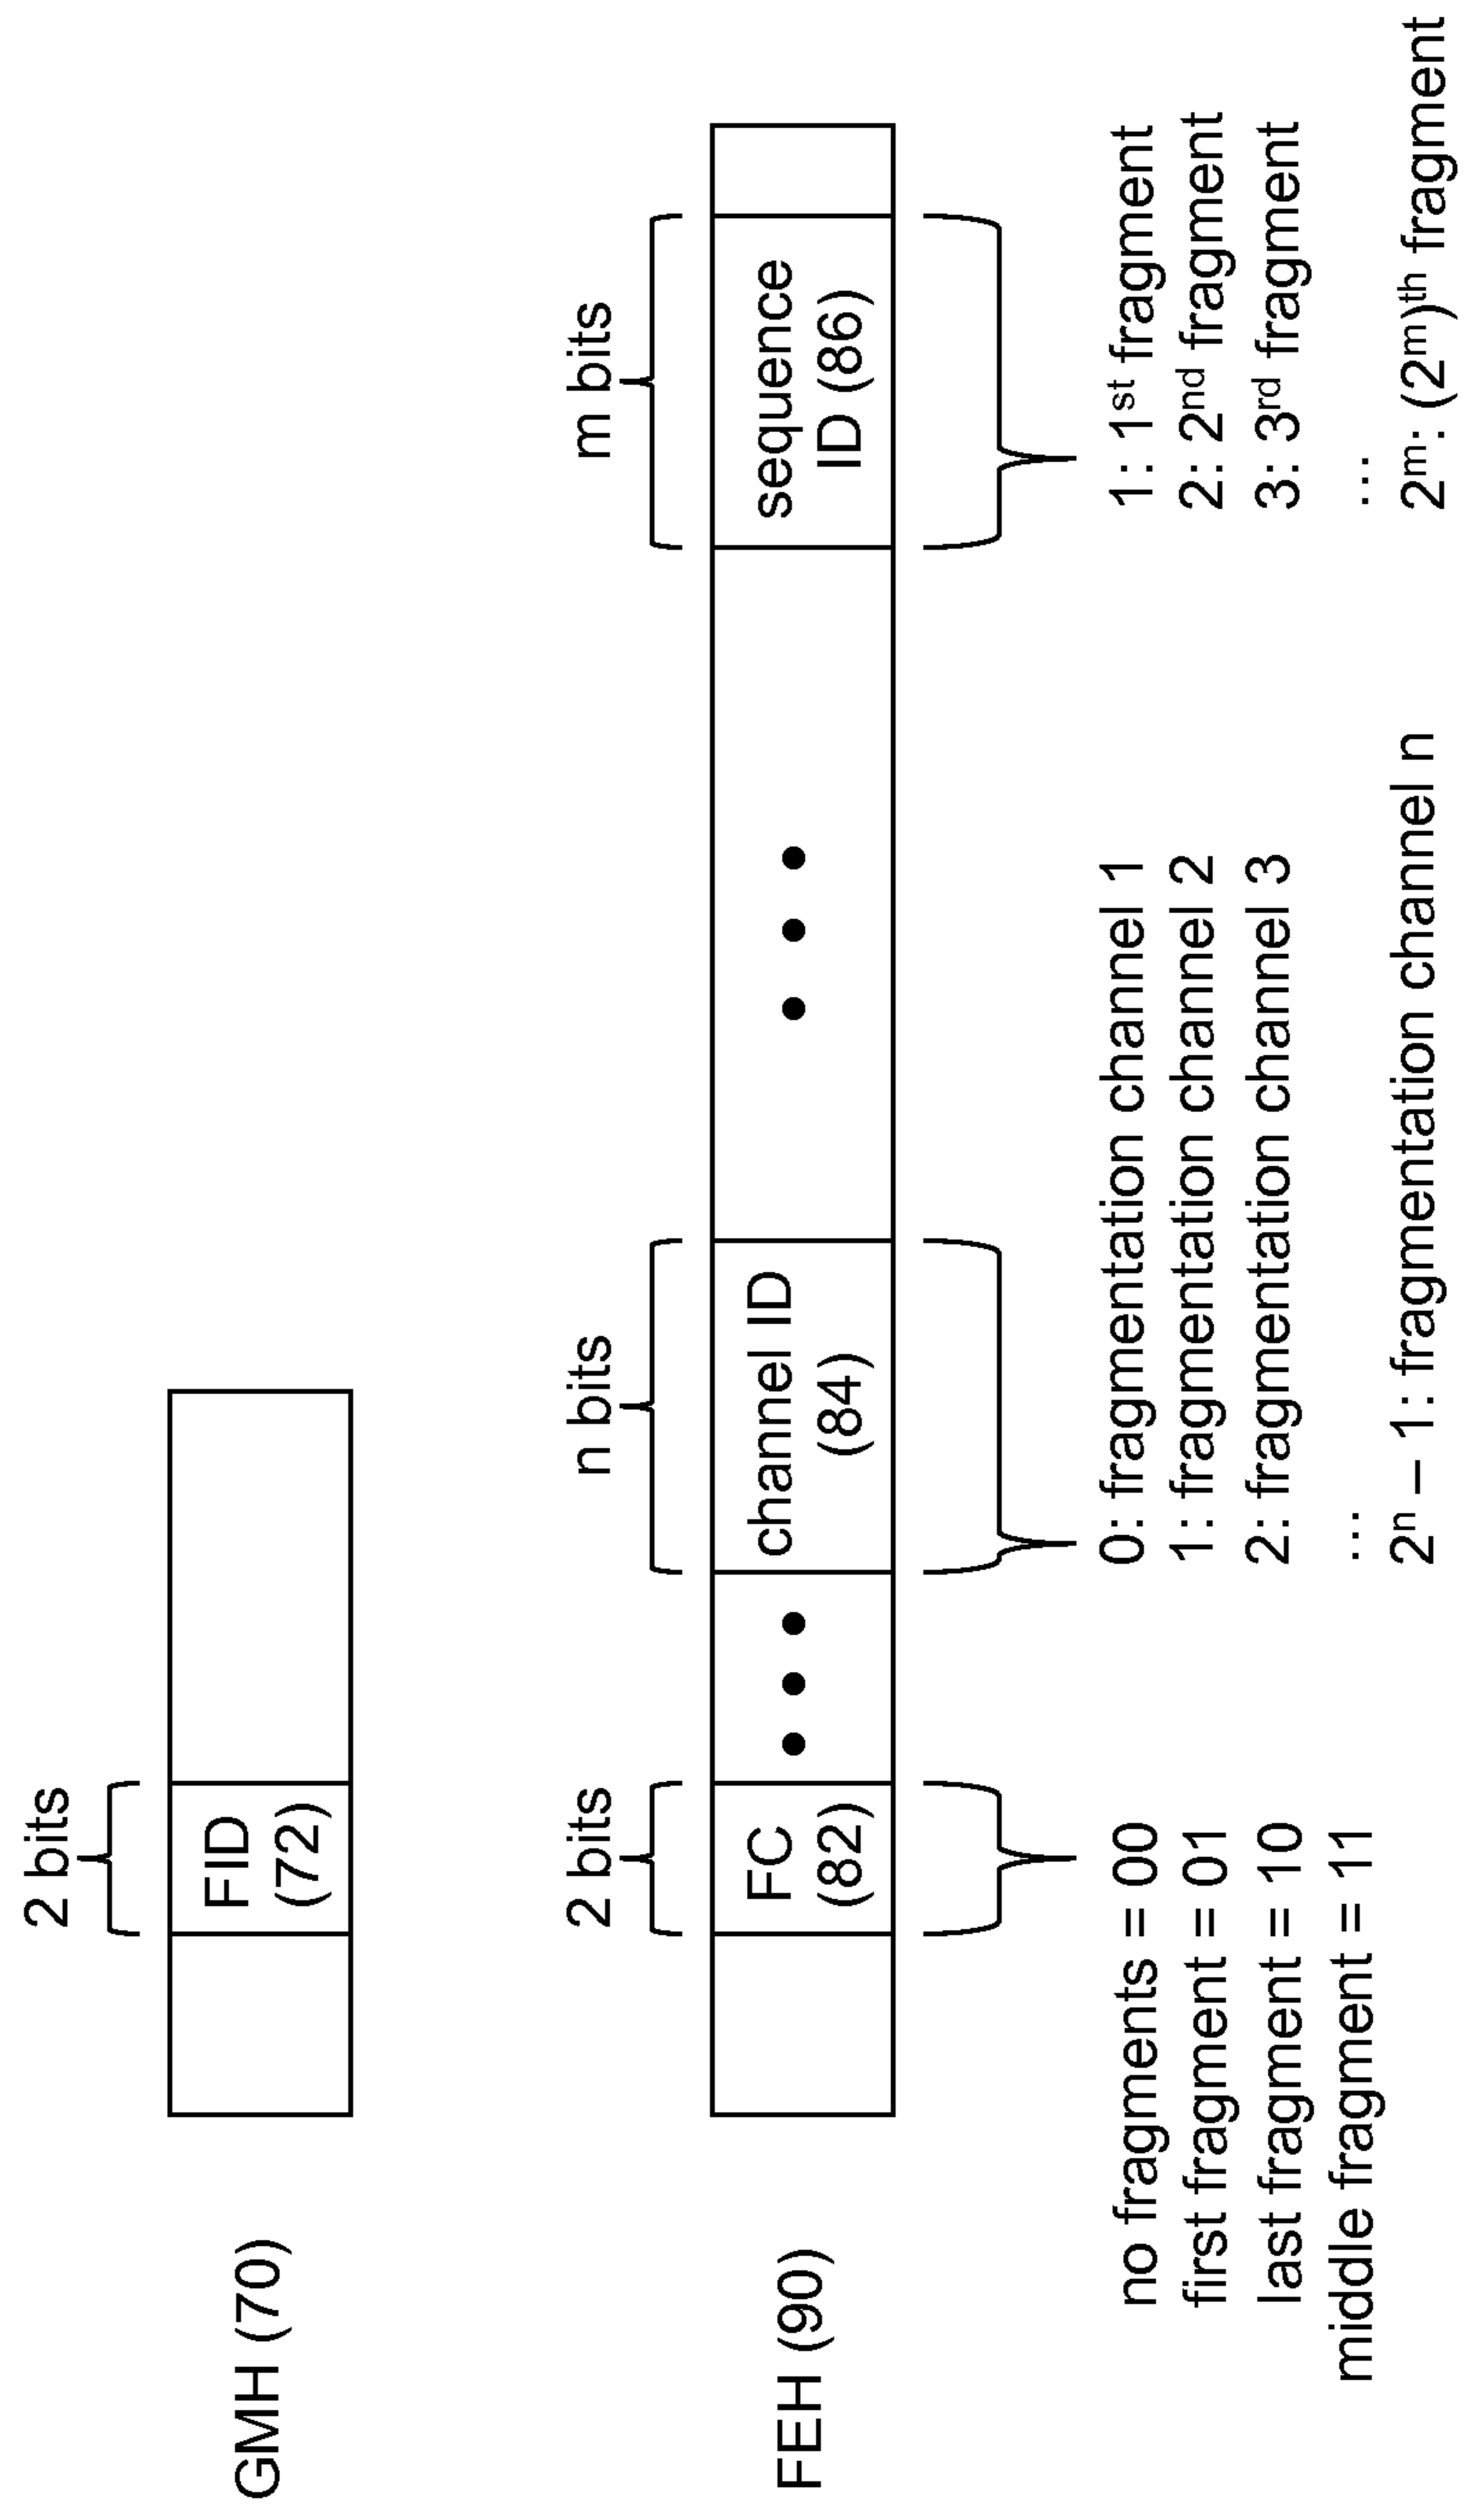 2 bits
GMH (70)
FID
(72)
2 bits
n bits
m bits
FEH (90)
FC
(82)
channel ID
(84)
sequence
ID (86)
no fragments = 00
first fragment = 01
last fragment = 10
middle fragment = 11
0: fragmentation channel 1
1: fragmentation channel 2
2: fragmentation channel 3
...
2ⁿ – 1: fragmentation channel n
1: 1ˢᵗ fragment
2: 2ⁿᵈ fragment
3: 3ʳᵈ fragment
...
2ᵐ: (2ᵐ)ᵗʰ fragment